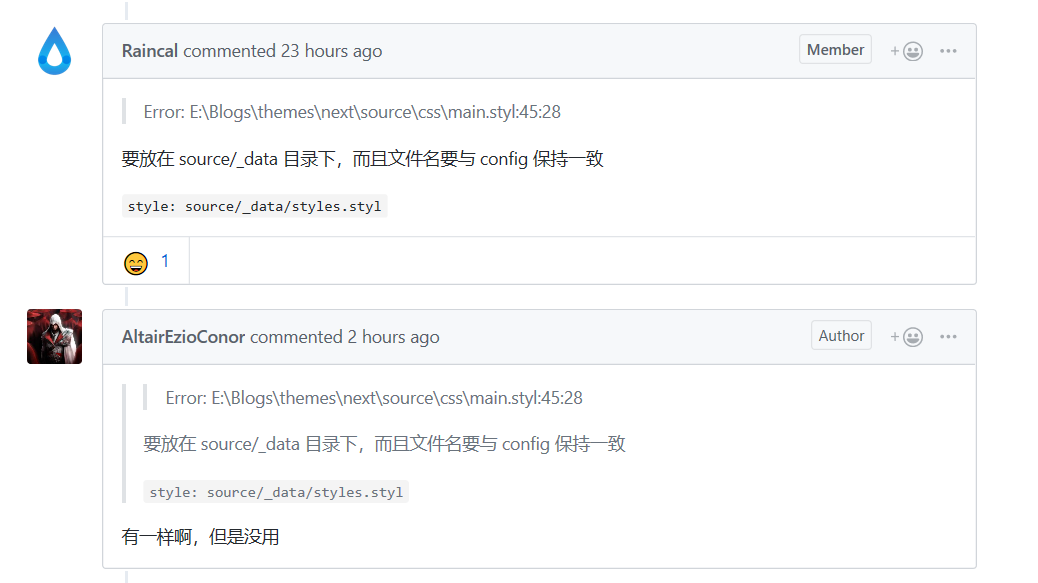 Raincal commented 23 hours ago Member + ···
Error: E:\Blogs\themes\next\source\css\main.styl:45:28
要放在 source/_data 目录下，而且文件名要与 config 保持一致
style: source/_data/styles.styl
1
AltairEzioConor commented 2 hours ago Author + ···
Error: E:\Blogs\themes\next\source\css\main.styl:45:28
要放在 source/_data 目录下，而且文件名要与 config 保持一致
style: source/_data/styles.styl
有一样啊，但是没用